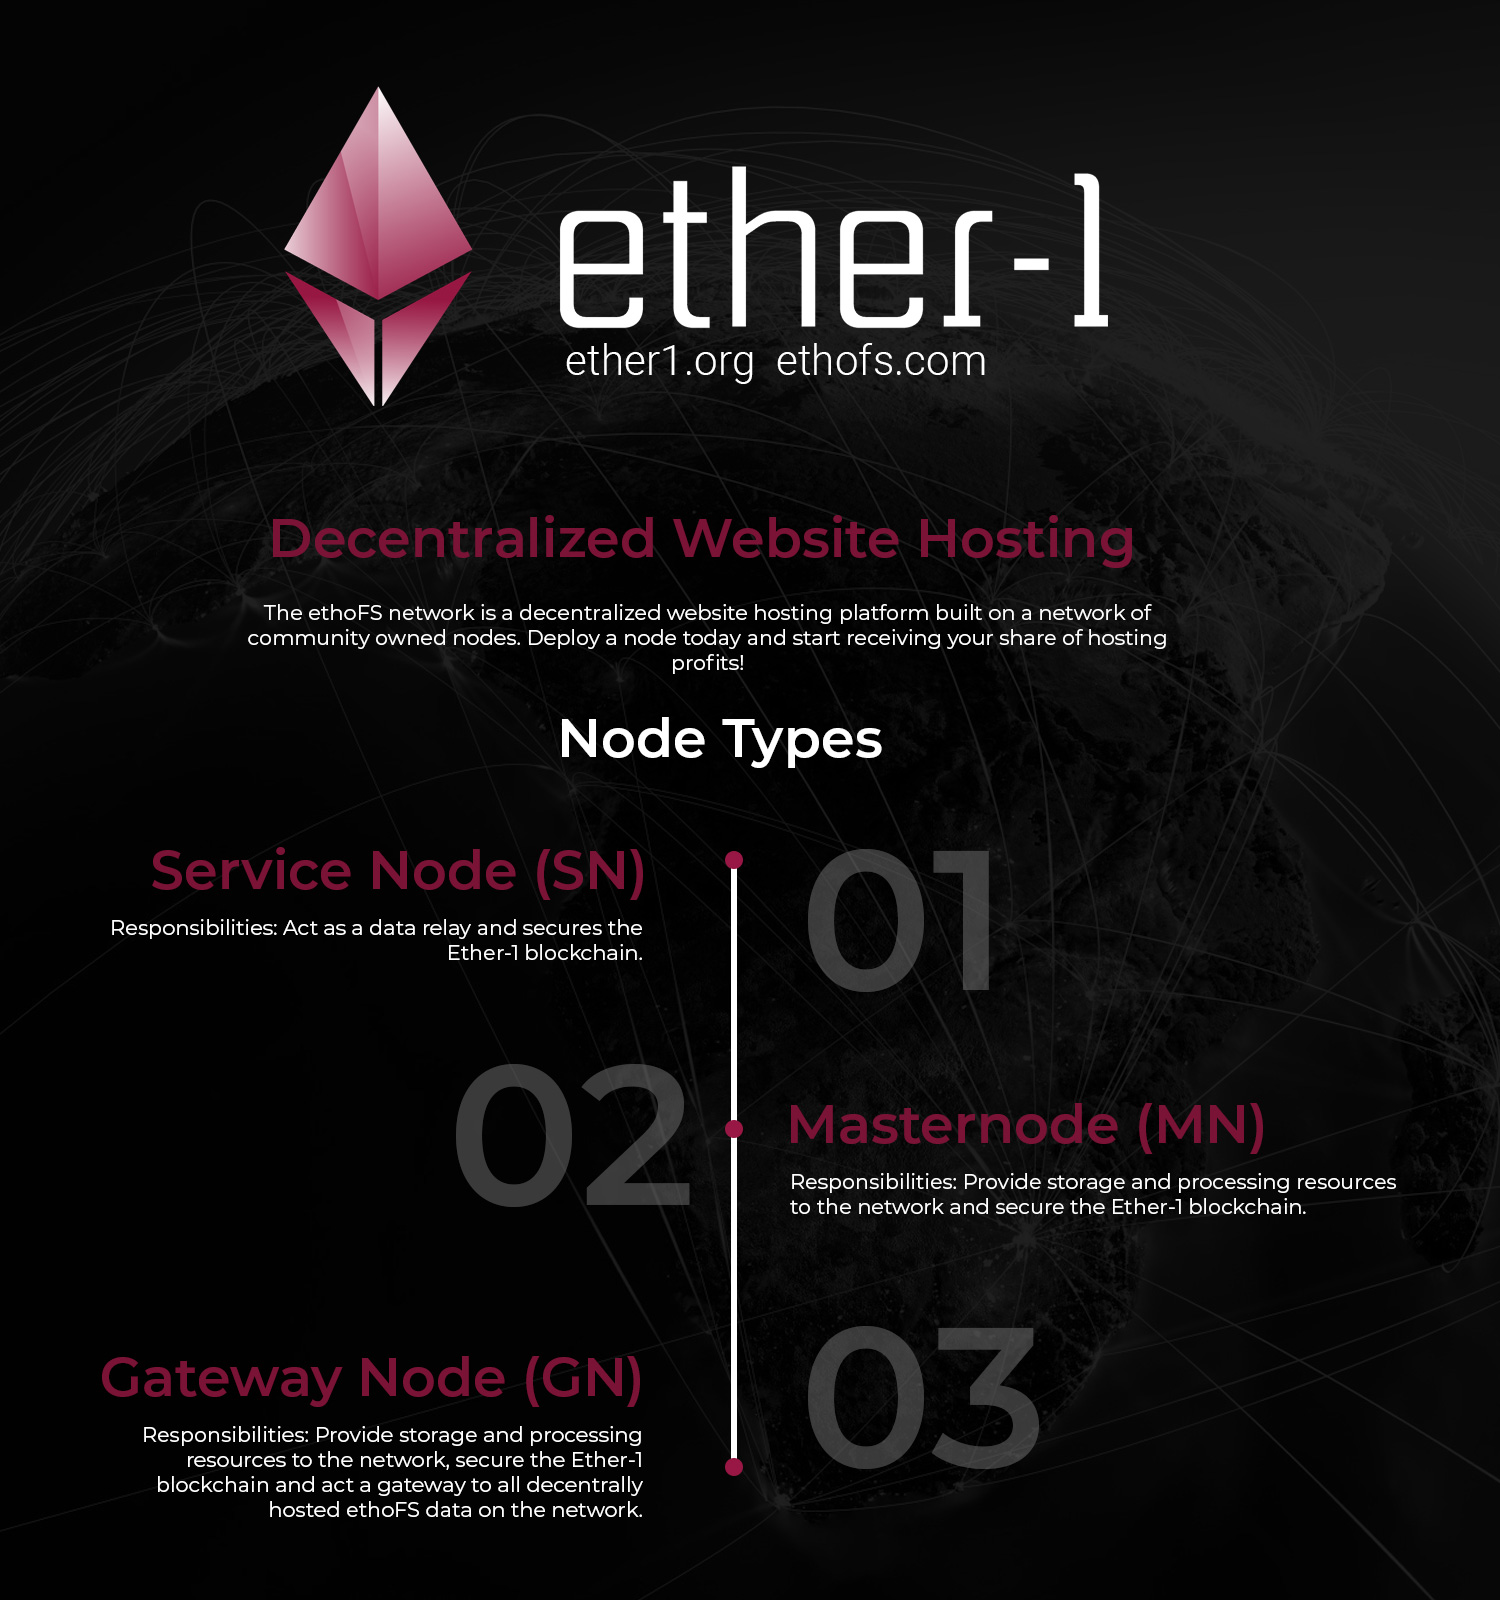 ether-1
ether1.org ethofs.com
Decentralized Website Hosting
The ethoFS network is a decentralized website hosting platform built on a network of
community owned nodes. Deploy a node today and start receiving your share of hosting
profits!
Node Types
Service Node (SN)
Responsibilities: Act as a data relay and secures the
Ether-1 blockchain.
01
02
Masternode (MN)
Responsibilities: Provide storage and processing resources
to the network and secure the Ether-1 blockchain.
Gateway Node (GN)
Responsibilities: Provide storage and processing
resources to the network, secure the Ether-1
blockchain and act a gateway to all decentrally
hosted ethoFS data on the network.
03